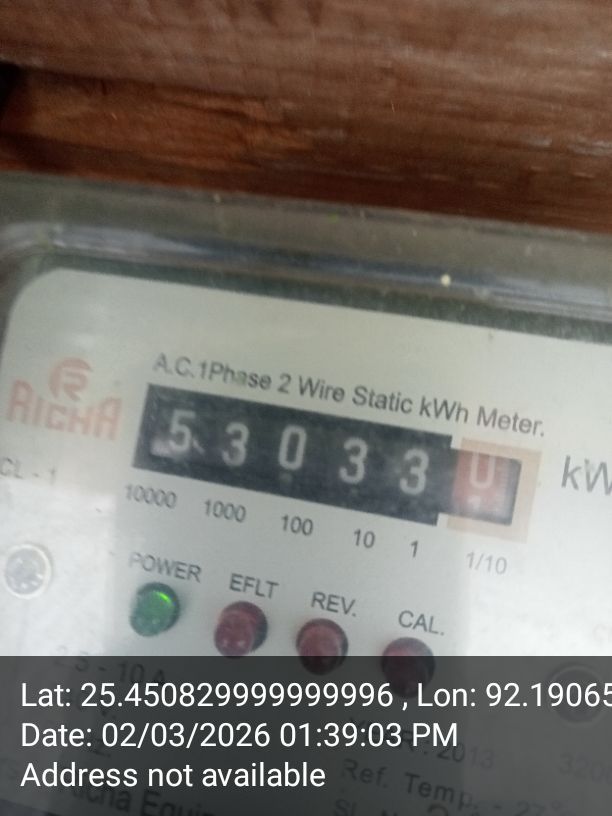 A.C.1Phase 2 Wire Static kWh Meter.
RICHA
5 3 0 3 3 0
CL - 1
10000 1000 100 10 1 1/10
POWER EFLT REV. CAL.
Lat: 25.450829999999996 , Lon: 92.19065
Date: 02/03/2026 01:39:03 PM
2013
Address not available
Ref. Temp. - 27°